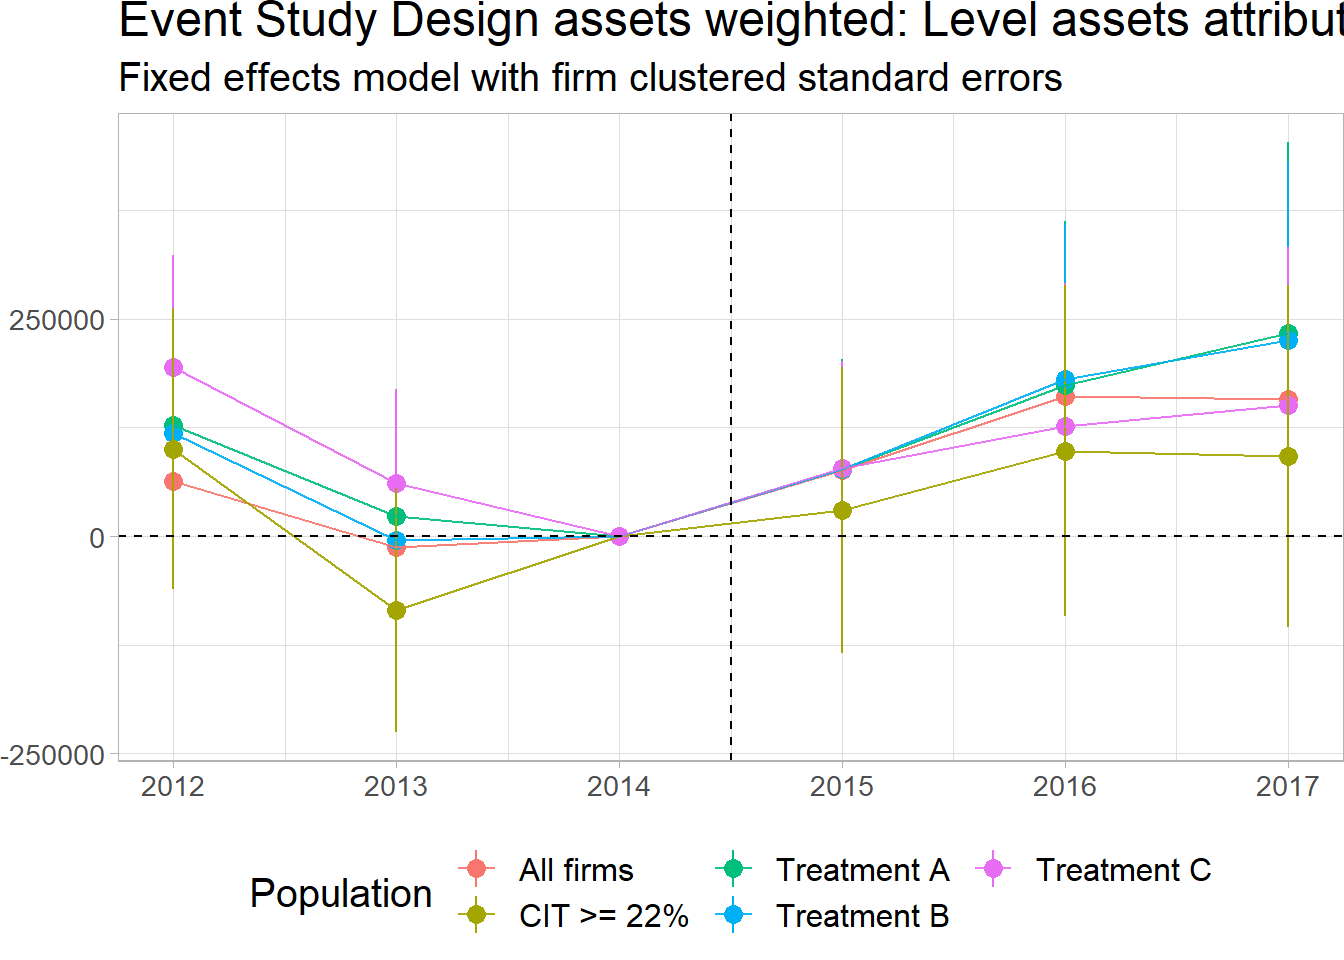 Event Study Design assets weighted: Level assets attribut
Fixed effects model with firm clustered standard errors
250000
0
-250000
2012 2013 2014 2015 2016 2017
Population
All firms Treatment A Treatment C
CIT >= 22% Treatment B